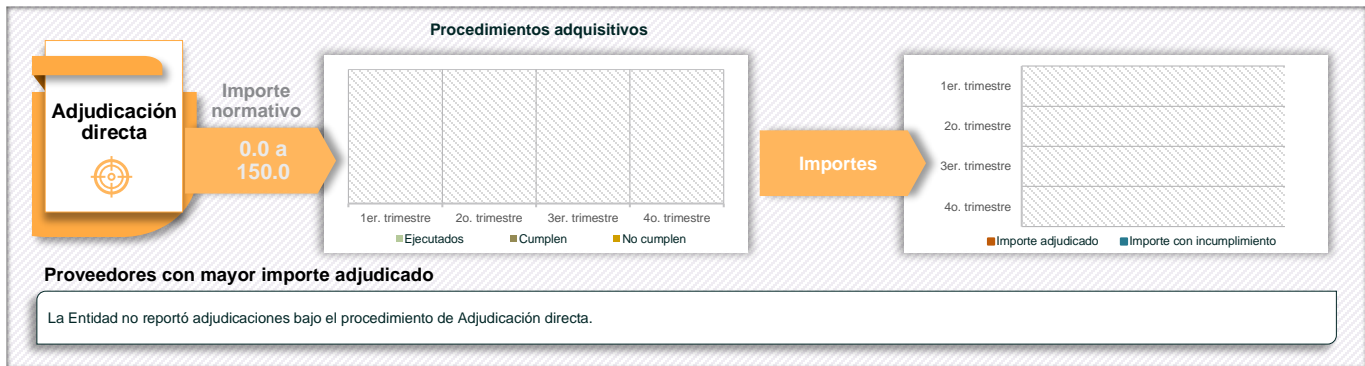 Procedimientos adquisitivos
Adjudicación
directa
Importe
normativo
0.0 a
150.0
1er. trimestre 2o. trimestre 3er. trimestre 4o. trimestre
Ejecutados Cumplen No cumplen
Importes
1er. trimestre
2o. trimestre
3er. trimestre
4o. trimestre
Importe adjudicado Importe con incumplimiento
Proveedores con mayor importe adjudicado
La Entidad no reportó adjudicaciones bajo el procedimiento de Adjudicación directa.